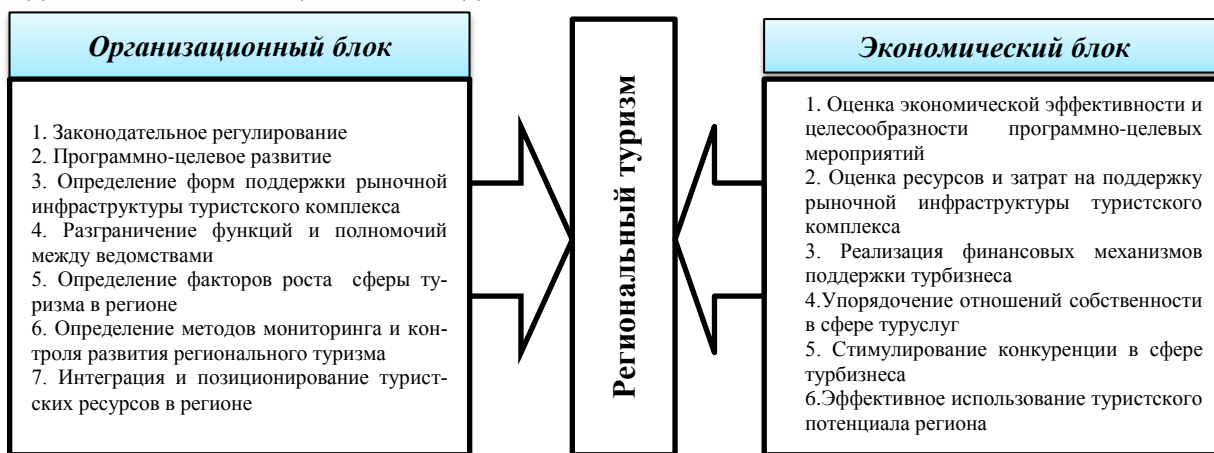 Организационный блок
1. Законодательное регулирование
2. Программно-целевое развитие
3. Определение форм поддержки рыночной
инфраструктуры туристского комплекса
4. Разграничение функций и полномочий
между ведомствами
5. Определение факторов роста сферы ту-
ризма в регионе
6. Определение методов мониторинга и кон-
троля развития регионального туризма
7. Интеграция и позиционирование турист-
ских ресурсов в регионе
Региональный туризм
Экономический блок
1. Оценка экономической эффективности и
целесообразности программно-целевых
мероприятий
2. Оценка ресурсов и затрат на поддержку
рыночной инфраструктуры туристского
комплекса
3. Реализация финансовых механизмов
поддержки турбизнеса
4.Упорядочение отношений собственности
в сфере туруслуг
5. Стимулирование конкуренции в сфере
турбизнеса
6.Эффективное использование туристского
потенциала региона